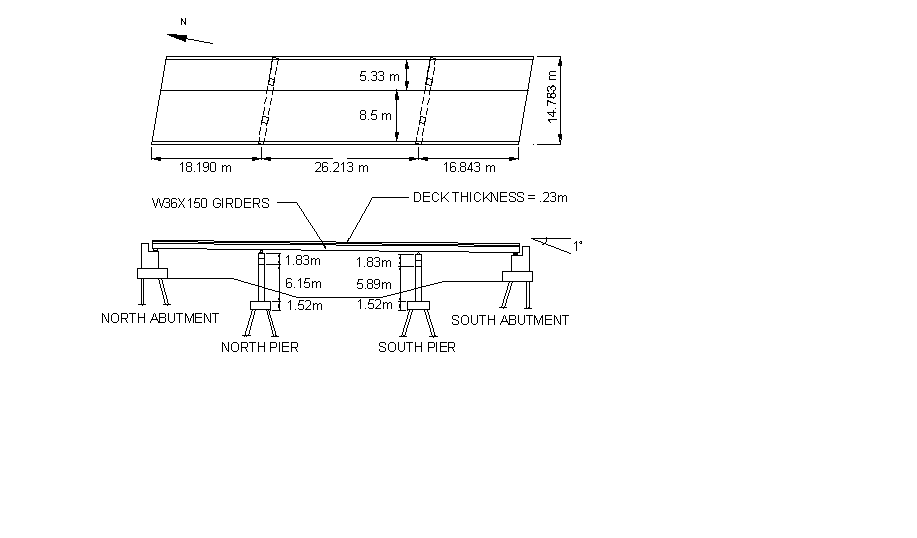 N
5.33 m
8.5 m
14.783 m
18.190 m
26.213 m
16.843 m
W36X150 GIRDERS
DECK THICKNESS = .23m
1°
1.83m
1.83m
6.15m
5.89m
1.52m
1.52m
NORTH ABUTMENT
SOUTH ABUTMENT
NORTH PIER
SOUTH PIER